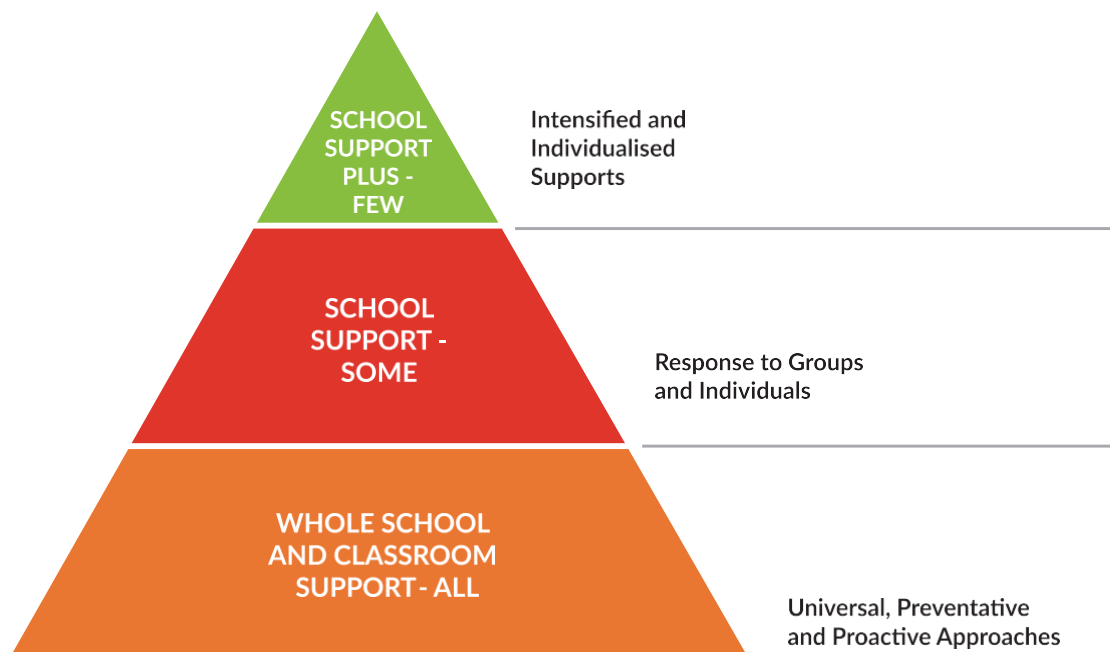 SCHOOL
SUPPORT
PLUS -
FEW
Intensified and
Individualised
Supports
SCHOOL
SUPPORT -
SOME
Response to Groups
and Individuals
WHOLE SCHOOL
AND CLASSROOM
SUPPORT - ALL
Universal, Preventative
and Proactive Approaches